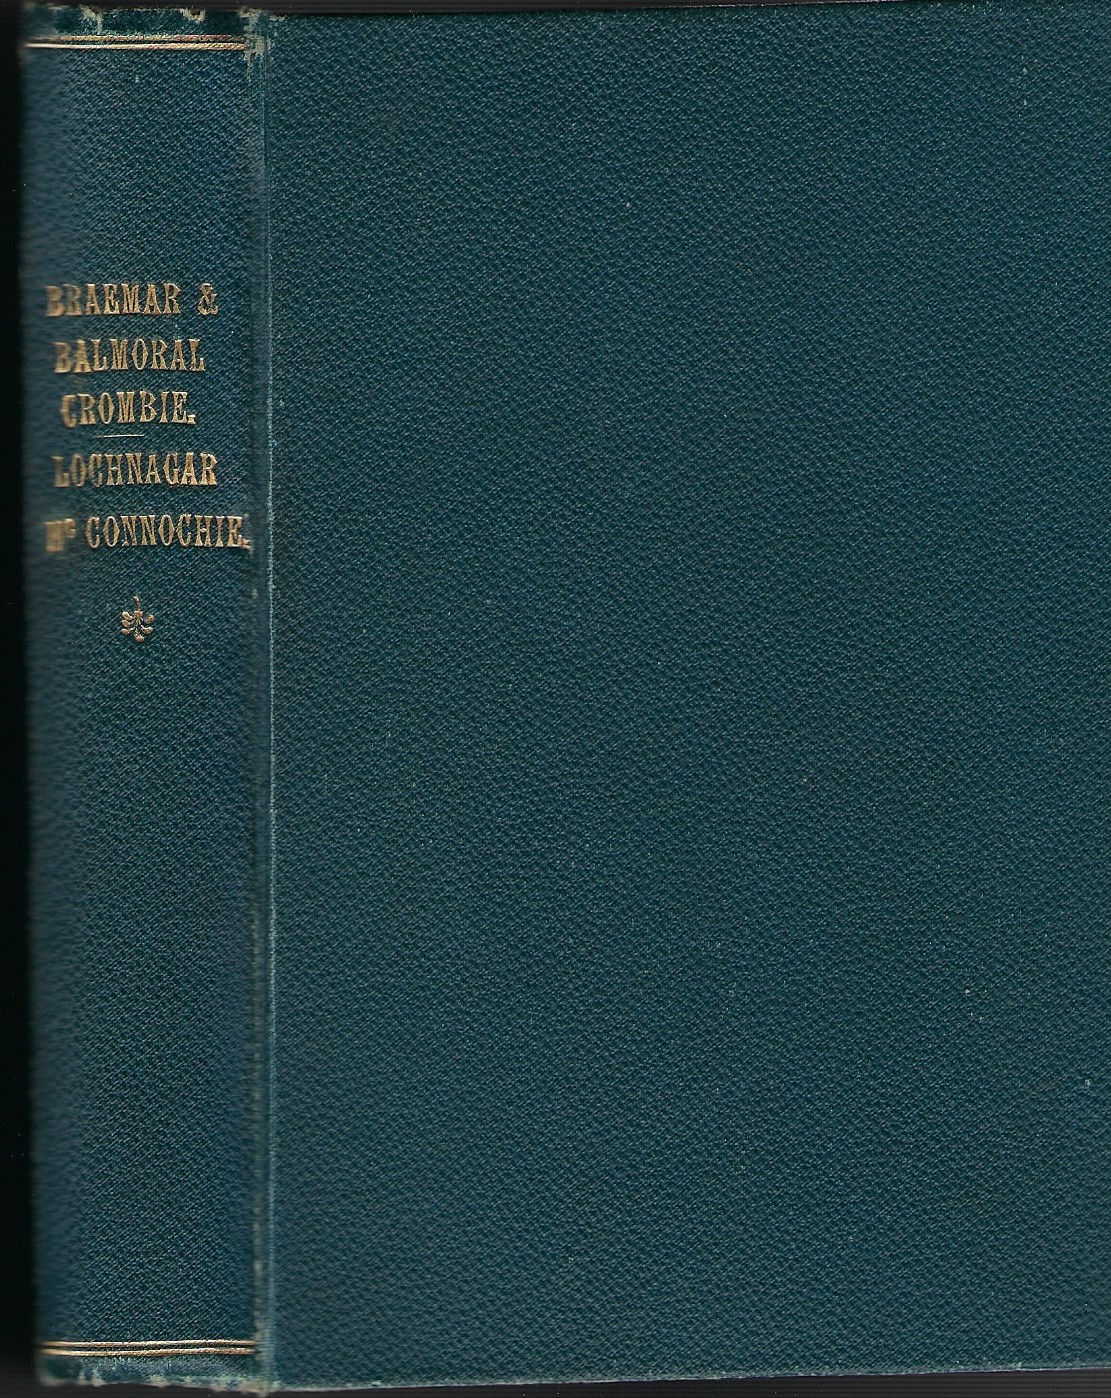 BRAEMAR &
BALMORAL
CROMBIE.
LOCHNAGAR
Mc CONNOCHIE.